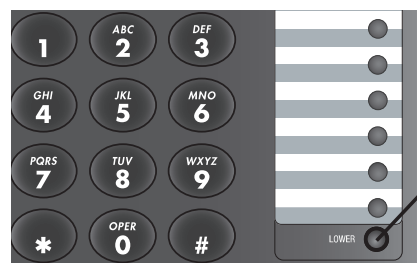 1
ABC
2
DEF
3
GHI
4
JKL
5
MNO
6
PQRS
7
TUV
8
WXYZ
9
*
OPER
0
#
LOWER